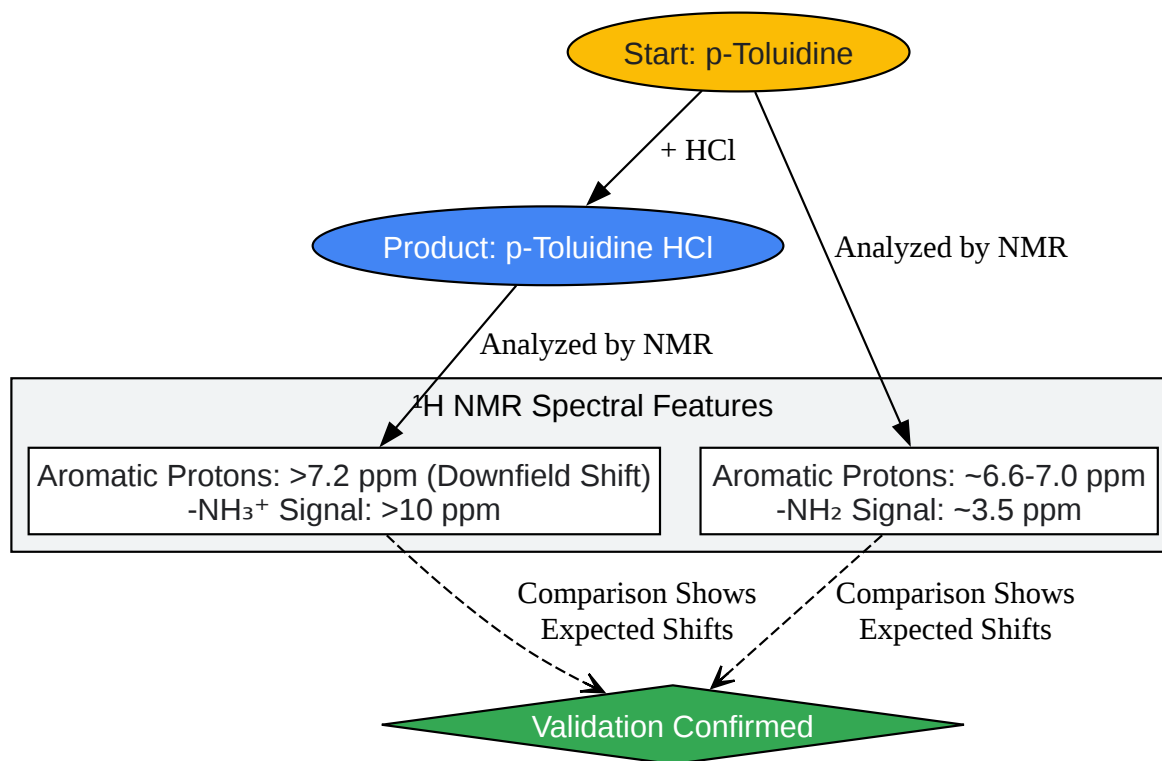 Start: p-Toluidine
+ HCl
Product: p-Toluidine HCl
Analyzed by NMR
Analyzed by NMR
¹H NMR Spectral Features
Aromatic Protons: >7.2 ppm (Downfield Shift)
-NH₃⁺ Signal: >10 ppm
Aromatic Protons: ~6.6-7.0 ppm
-NH₂ Signal: ~3.5 ppm
Comparison Shows
Expected Shifts
Comparison Shows
Expected Shifts
Validation Confirmed